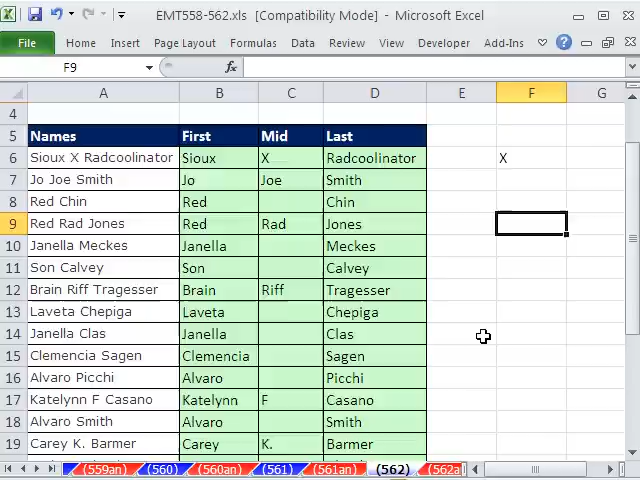 EMT558-562.xls [Compatibility Mode] - Microsoft Excel
File Home Insert Formulas Data Review View Developer Add-Ins
F9 fx
A B C D E F G
4
5 Names First Mid Last
6 Sioux X Radcoolinator Sioux X Radcoolinator X
7 Jo Joe Smith Jo Joe Smith
8 Red Chin Red Chin
9 Red Rad Jones Red Rad Jones
10 Janella Meckes Janella Meckes
11 Son Calvey Son Calvey
12 Brain Riff Tragesser Brain Riff Tragesser
13 Laveta Chepiga Laveta Chepiga
14 Janella Clas Janella Clas
15 Clemencia Sagen Clemencia Sagen
16 Alvaro Picchi Alvaro Picchi
17 Katelynn F Casano Katelynn F Casano
18 Alvaro Smith Alvaro Smith
19 Carey K. Barmer Carey K. Barmer
(559an) (560) (560an) (561) (561an) (562) (562a